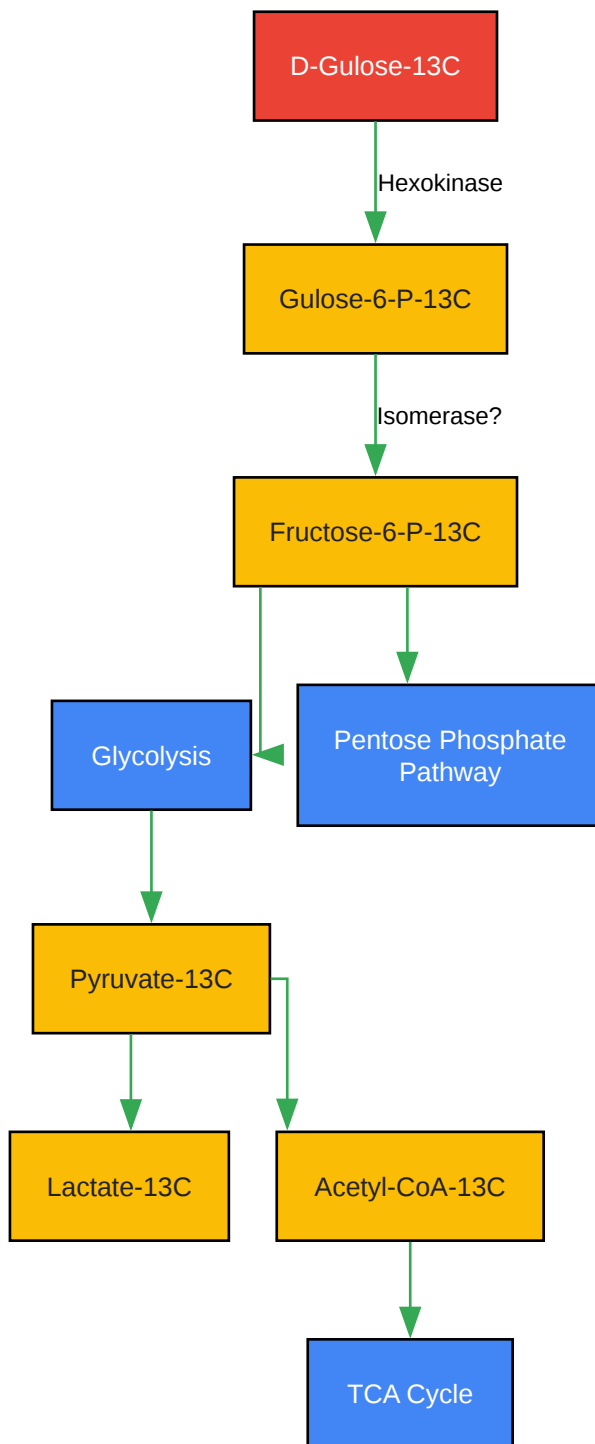 D-Gulose-13C
Hexokinase
Gulose-6-P-13C
Isomerase?
Fructose-6-P-13C
Glycolysis
Pentose Phosphate
Pathway
Pyruvate-13C
Lactate-13C
Acetyl-CoA-13C
TCA Cycle